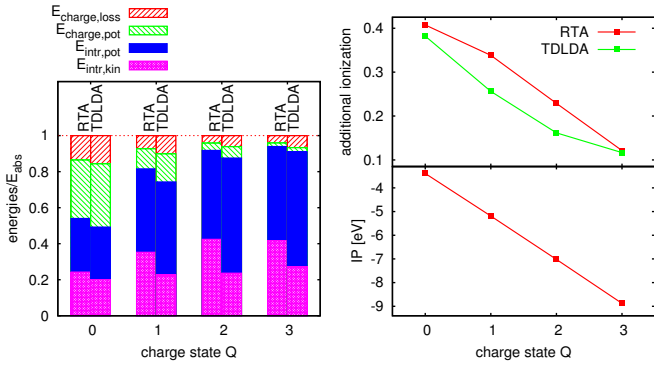 E_charge,loss
E_charge,pot
E_intr,pot
E_intr,kin
RTA
TDLDA
RTA
TDLDA
RTA
TDLDA
RTA
TDLDA
energies/E_abs
1
0.8
0.6
0.4
0.2
0
0 1 2 3
charge state Q
additional ionization
0.4
0.3
0.2
0.1
RTA
TDLDA
IP [eV]
-4
-5
-6
-7
-8
-9
0 1 2 3
charge state Q